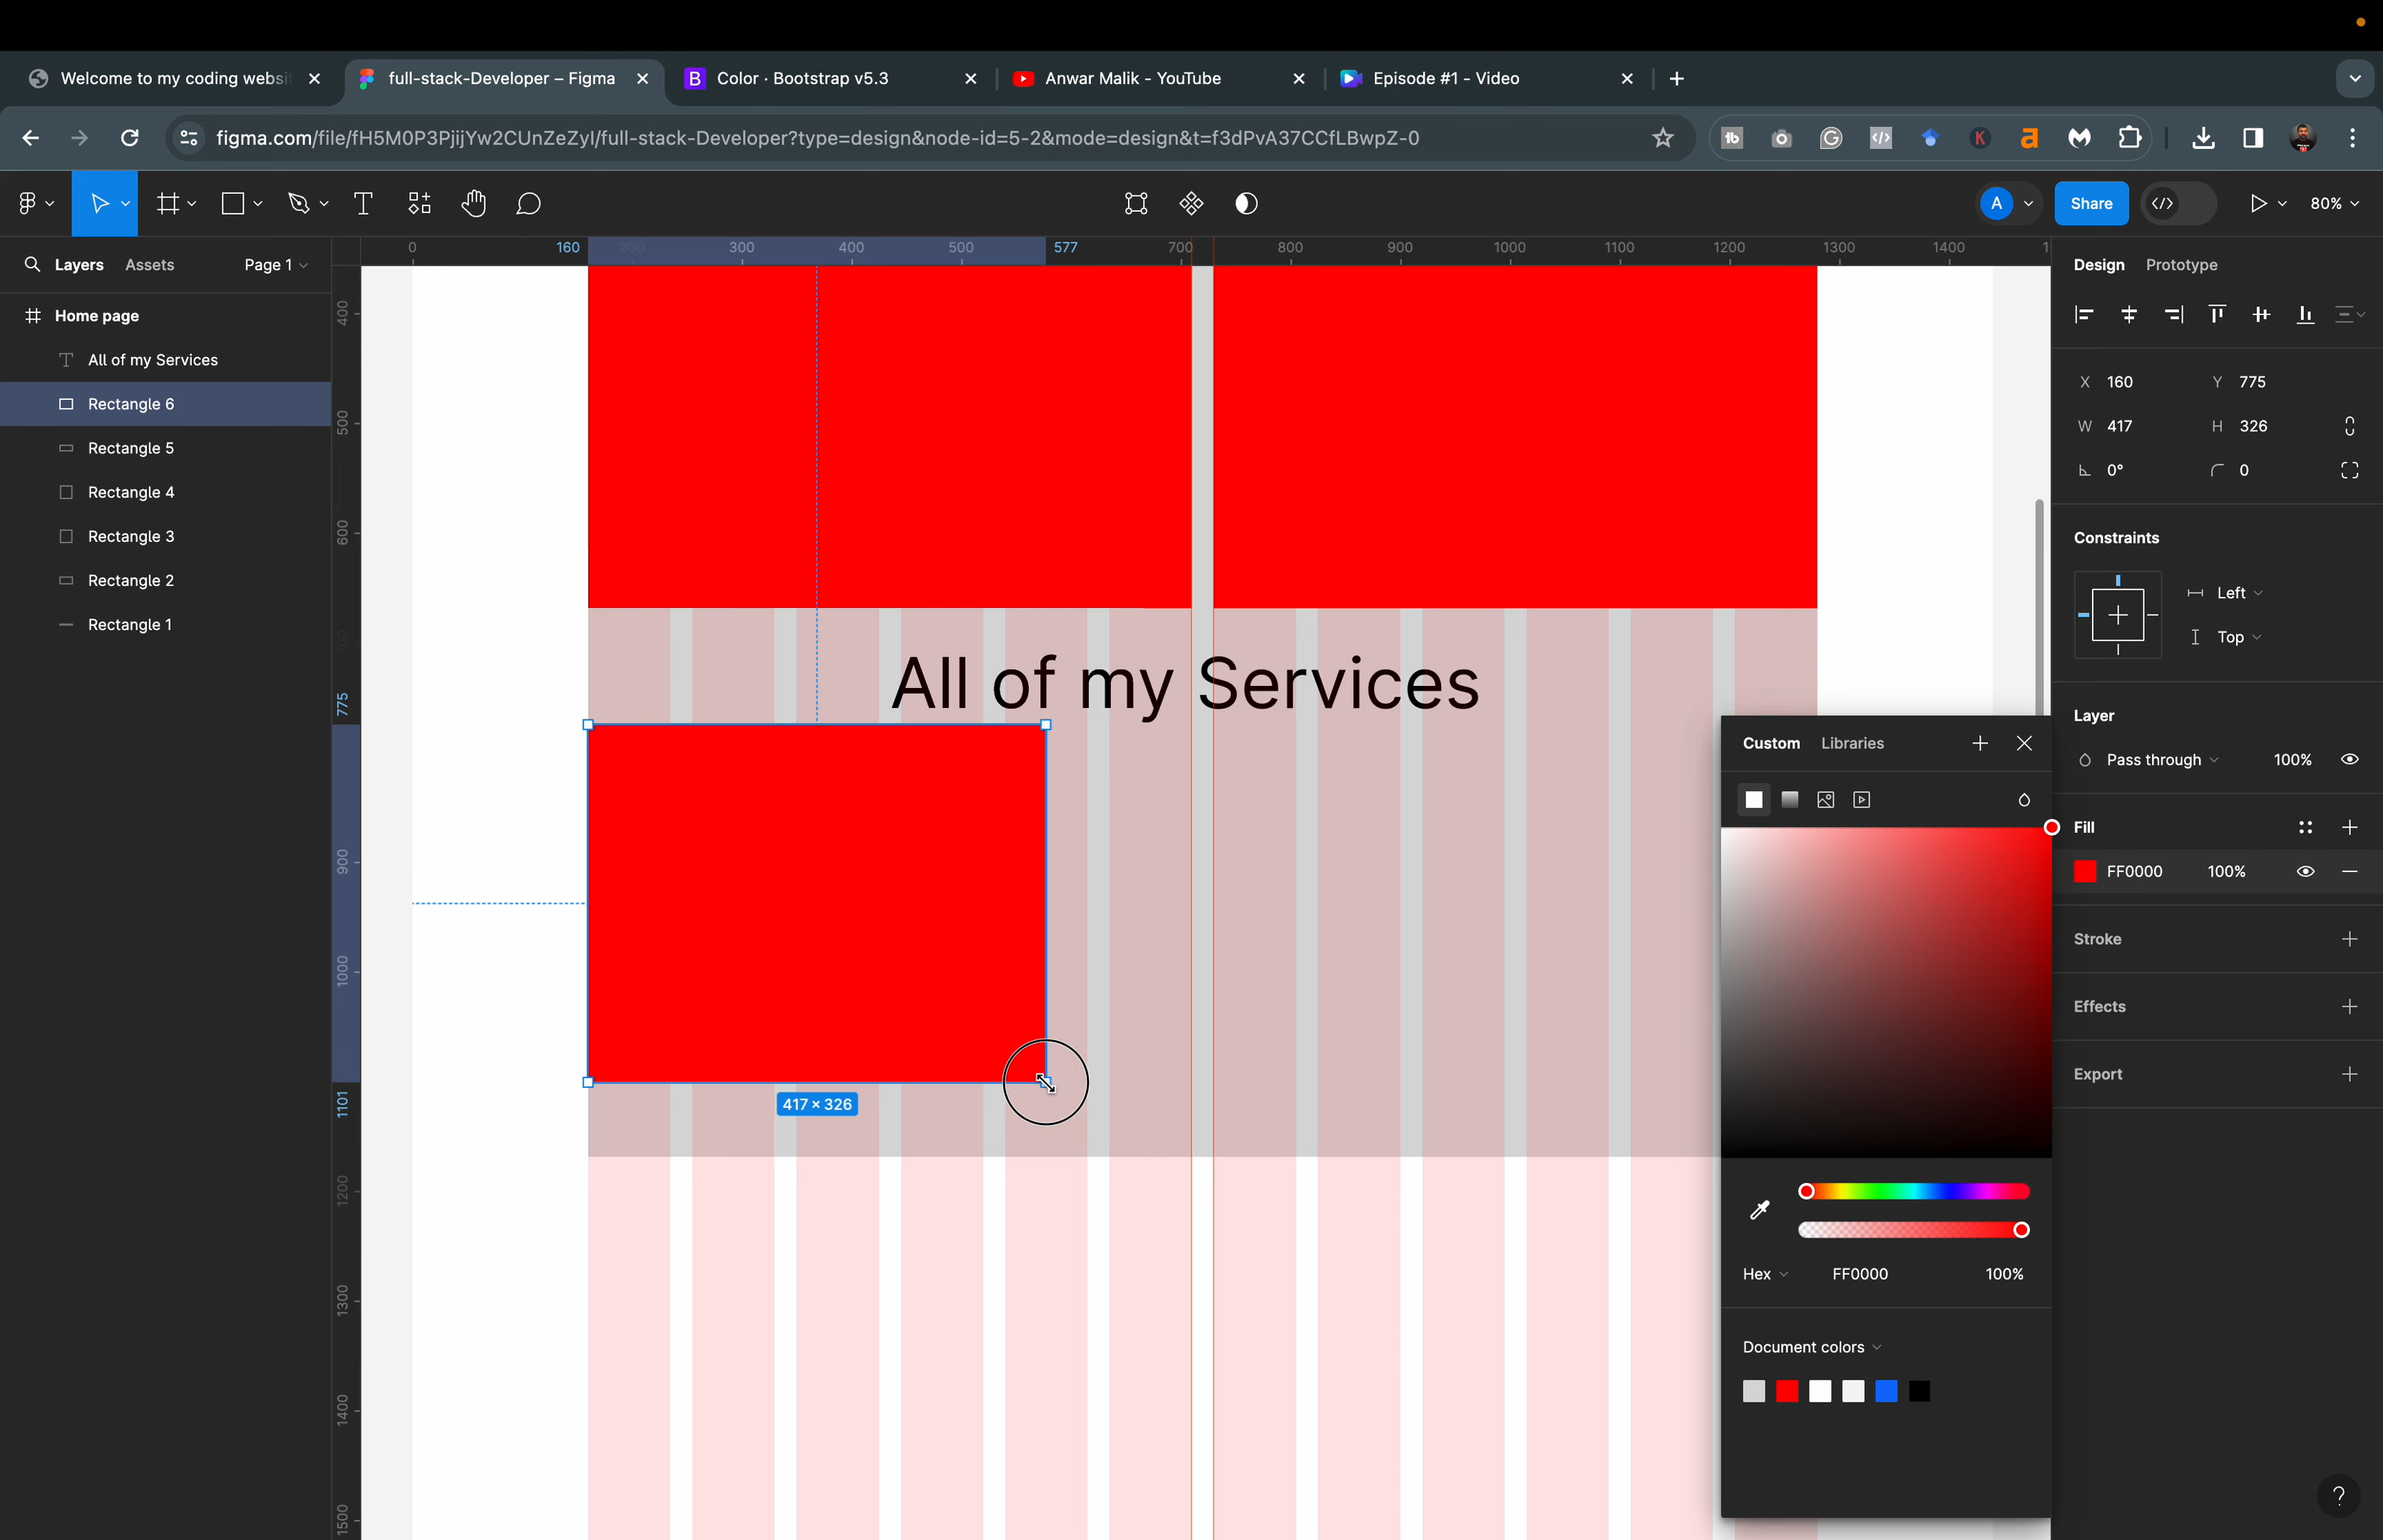 Welcome to my coding websi
full-stack-Developer – Figma
Color · Bootstrap v5.3
Anwar Malik - YouTube
Episode #1 - Video
figma.com/file/fH5M0P3PjijYw2CUnZeZyI/full-stack-Developer?type=design&node-id=5-2&mode=design&t=f3dPvA37CCfLBwpZ-0
A
Share
80%
Layers
Assets
Page 1
0
160
200
300
400
500
577
700
800
900
1000
1100
1200
1300
1400
1
Design
Prototype
Home page
All of my Services
Rectangle 6
Rectangle 5
Rectangle 4
Rectangle 3
Rectangle 2
Rectangle 1
400
500
600
700
775
900
1000
1101
1200
1300
1400
1500
All of my Services
417 × 326
X 160
Y 775
W 417
H 326
0°
0
Constraints
Left
Top
Layer
Pass through
100%
Fill
FF0000
100%
Stroke
Effects
Export
Custom
Libraries
Hex
FF0000
100%
Document colors
?